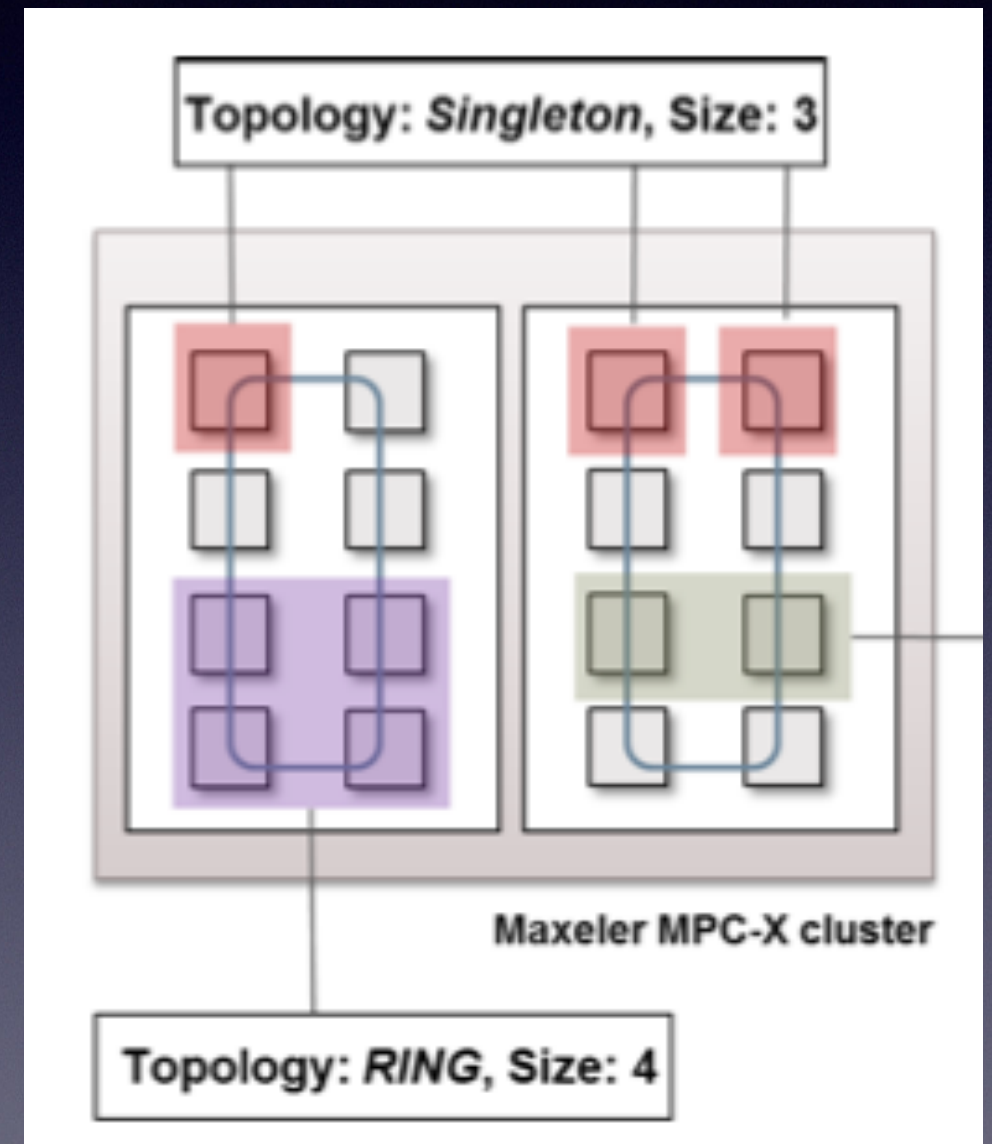 Topology: Singleton, Size: 3
Maxeler MPC-X cluster
Topology: RING, Size: 4